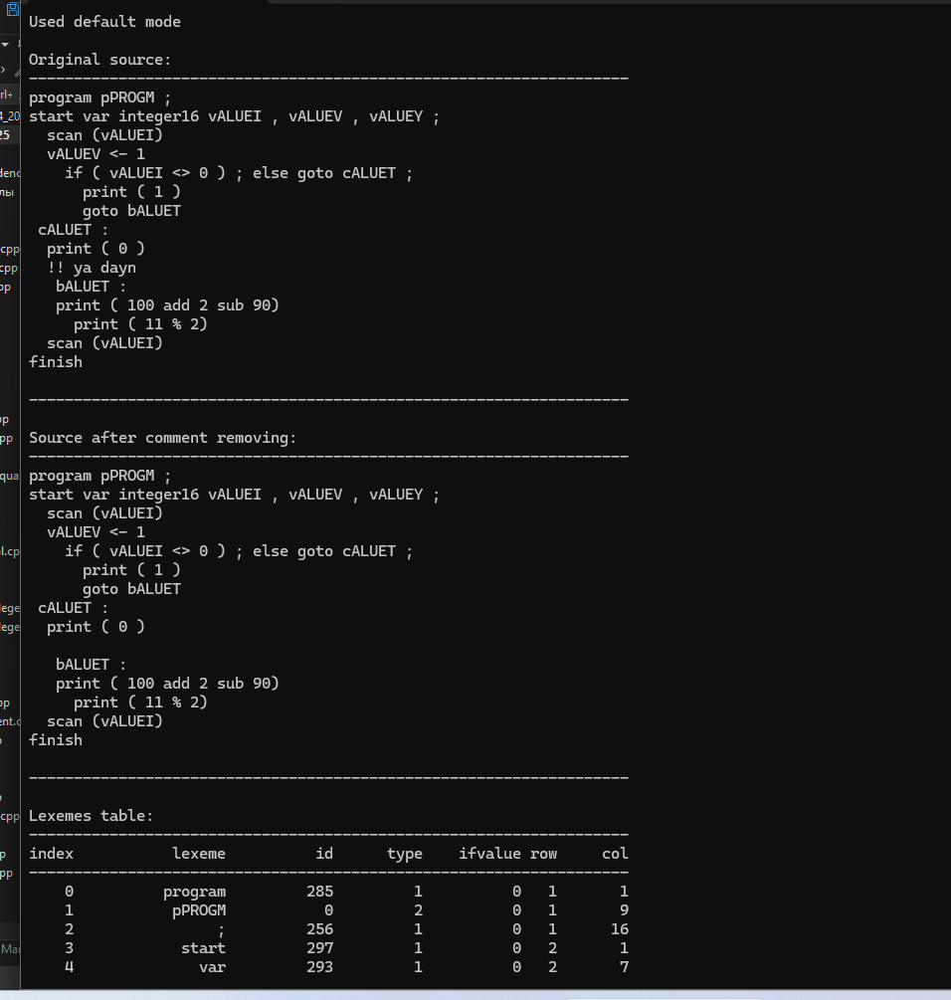 Used default mode
Original source:
-------------------------------------------------------------------
program pPROGM ;
start var integer16 vALUEI , vALUEV , vALUEY ;
scan (vALUEI)
vALUEV <- 1
if ( vALUEI <> 0 ) ; else goto cALUET ;
print ( 1 )
goto bALUET
cALUET :
print ( 0 )
!! ya dayn
bALUET :
print ( 100 add 2 sub 90)
print ( 11 % 2)
scan (vALUEI)
finish
-------------------------------------------------------------------
Source after comment removing:
-------------------------------------------------------------------
program pPROGM ;
start var integer16 vALUEI , vALUEV , vALUEY ;
scan (vALUEI)
vALUEV <- 1
if ( vALUEI <> 0 ) ; else goto cALUET ;
print ( 1 )
goto bALUET
cALUET :
print ( 0 )
bALUET :
print ( 100 add 2 sub 90)
print ( 11 % 2)
scan (vALUEI)
finish
-------------------------------------------------------------------
Lexemes table:
-------------------------------------------------------------------
index lexeme id type ifvalue row col
-------------------------------------------------------------------
0 program 285 1 0 1 1
1 pPROGM 0 2 0 1 9
2 ; 256 1 0 1 16
3 start 297 1 0 2 1
4 var 293 1 0 2 7